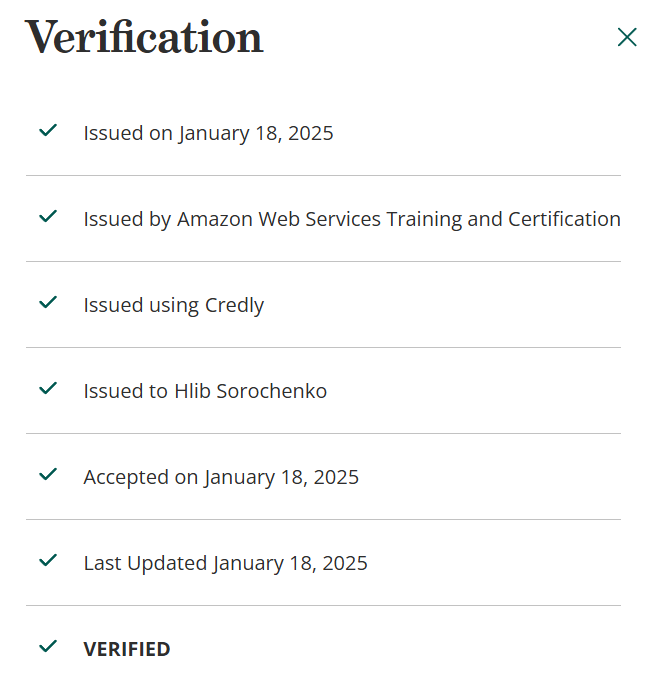 Verification
Issued on January 18, 2025
Issued by Amazon Web Services Training and Certification
Issued using Credly
Issued to Hlib Sorochenko
Accepted on January 18, 2025
Last Updated January 18, 2025
VERIFIED